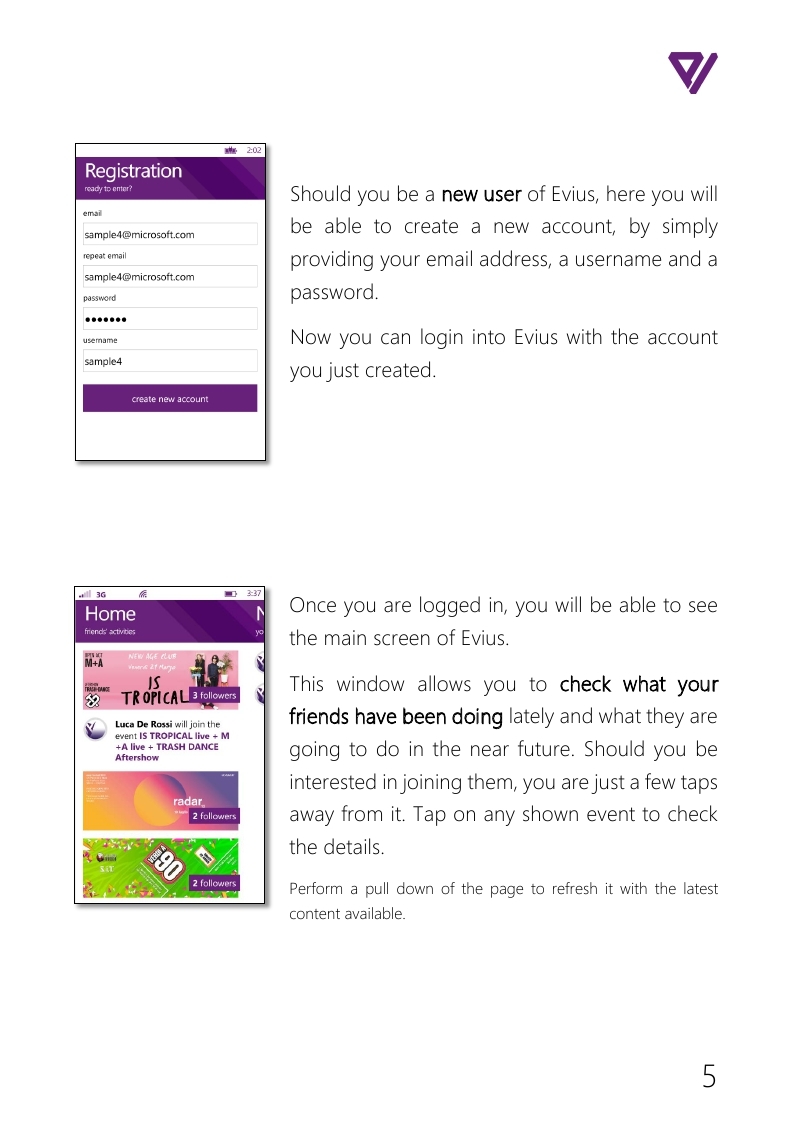 2:02
Registration
ready to enter?
email
sample4@microsoft.com
repeat email
sample4@microsoft.com
password
username
sample4
create new account
Should you be a new user of Evius, here you will
be able to create a new account, by simply
providing your email address, a username and a
password.
Now you can login into Evius with the account
you just created.
3G 3:37
Home
friends' activities
yo
M+A
NEW AGE CLUB
IS
TROPICAL
TRASH DANCE
3 followers
Luca De Rossi will join the
event IS TROPICAL live + M
+A live + TRASH DANCE
Aftershow
radar
2 followers
90
2 followers
Once you are logged in, you will be able to see
the main screen of Evius.
This window allows you to check what your
friends have been doing lately and what they are
going to do in the near future. Should you be
interested in joining them, you are just a few taps
away from it. Tap on any shown event to check
the details.
Perform a pull down of the page to refresh it with the latest
content available.
5